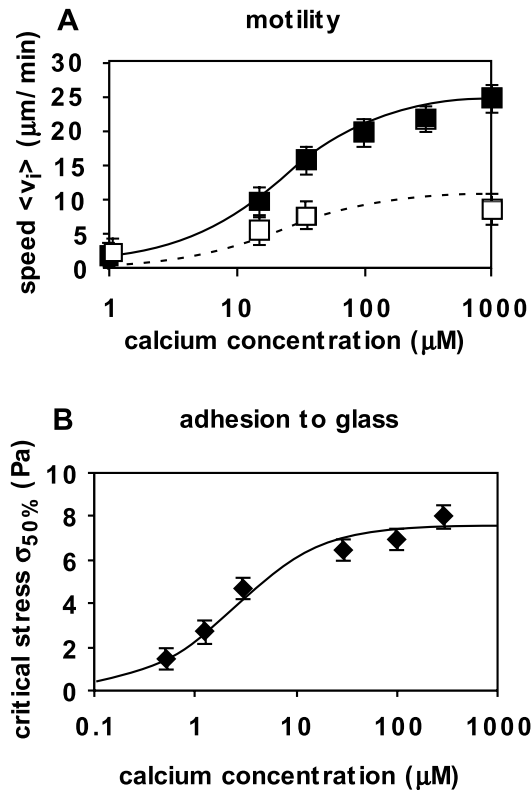 A motility
speed <vᵢ> (μm/ min)
30
25
20
15
10
5
0
1 10 100 1000
calcium concentration (μM)
B adhesion to glass
critical stress σ50% (Pa)
10
8
6
4
2
0
0.1 1 10 100 1000
calcium concentration (μM)